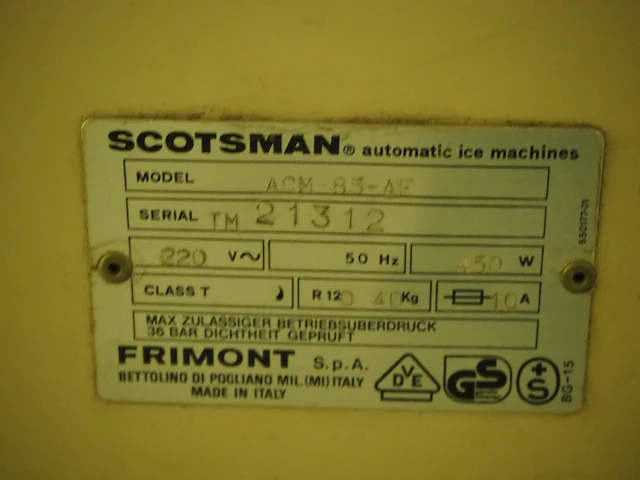 SCOTSMAN® automatic ice machines
MODEL ACM-85-AE
SERIAL TM 21312
220 V~ 50 Hz 450 W
CLASS T R 12 0 40 Kg 10 A
MAX ZULASSIGER BETRIEBSUBERDRUCK
36 BAR DICHTHEIT GEPRUFT
FRIMONT S.p.A.
BETTOLINO DI POGLIANO MIL.(MI) ITALY
MADE IN ITALY
DVE
GS
+S
BG-15